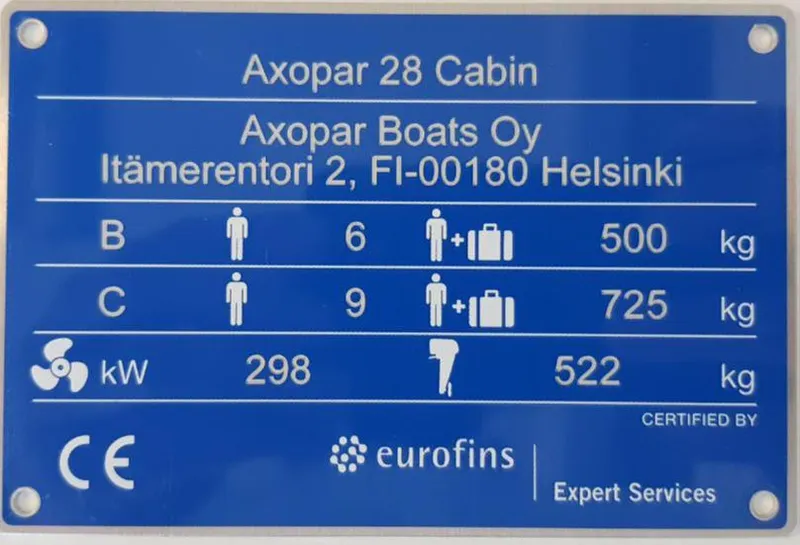 Axopar 28 Cabin
Axopar Boats Oy
Itämerentori 2, FI-00180 Helsinki
B 6 + 500 kg
C 9 + 725 kg
kW 298 522 kg
CERTIFIED BY
CE eurofins
Expert Services